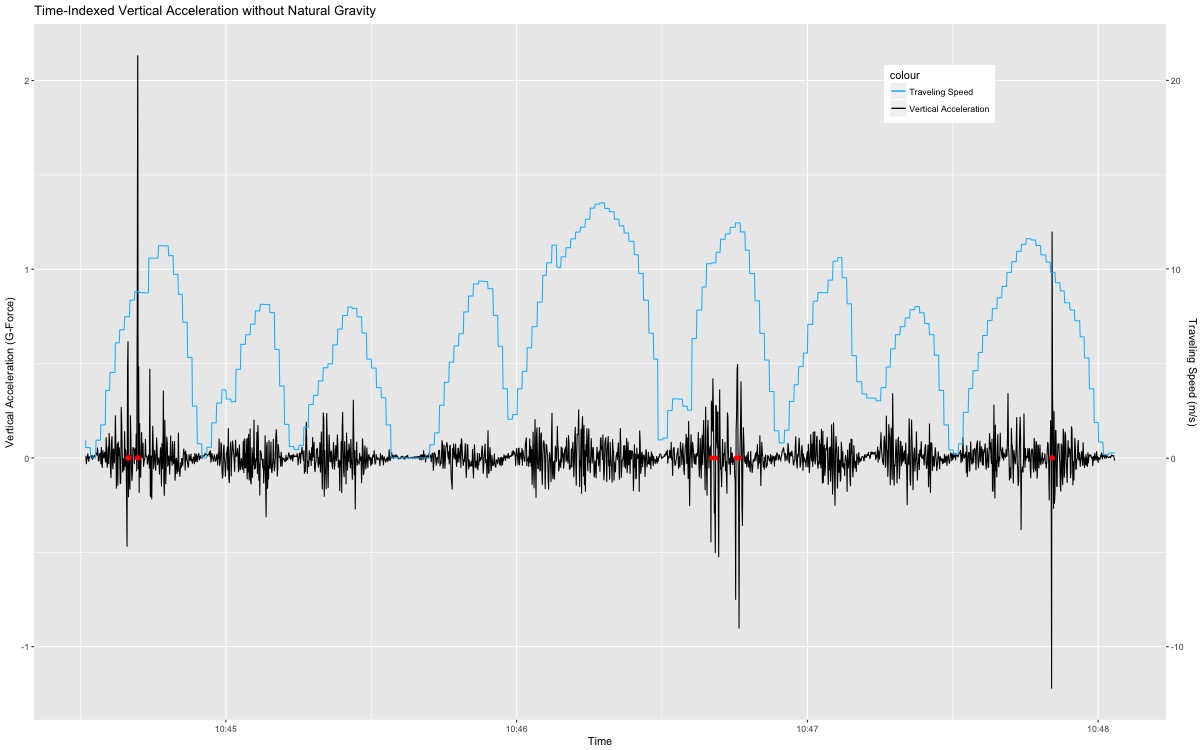 Time-Indexed Vertical Acceleration without Natural Gravity
colour
Traveling Speed
Vertical Acceleration
2
1
0
-1
20
10
0
-10
Vertical Acceleration (G-Force)
Traveling Speed (m/s)
10:45
10:46
10:47
10:48
Time